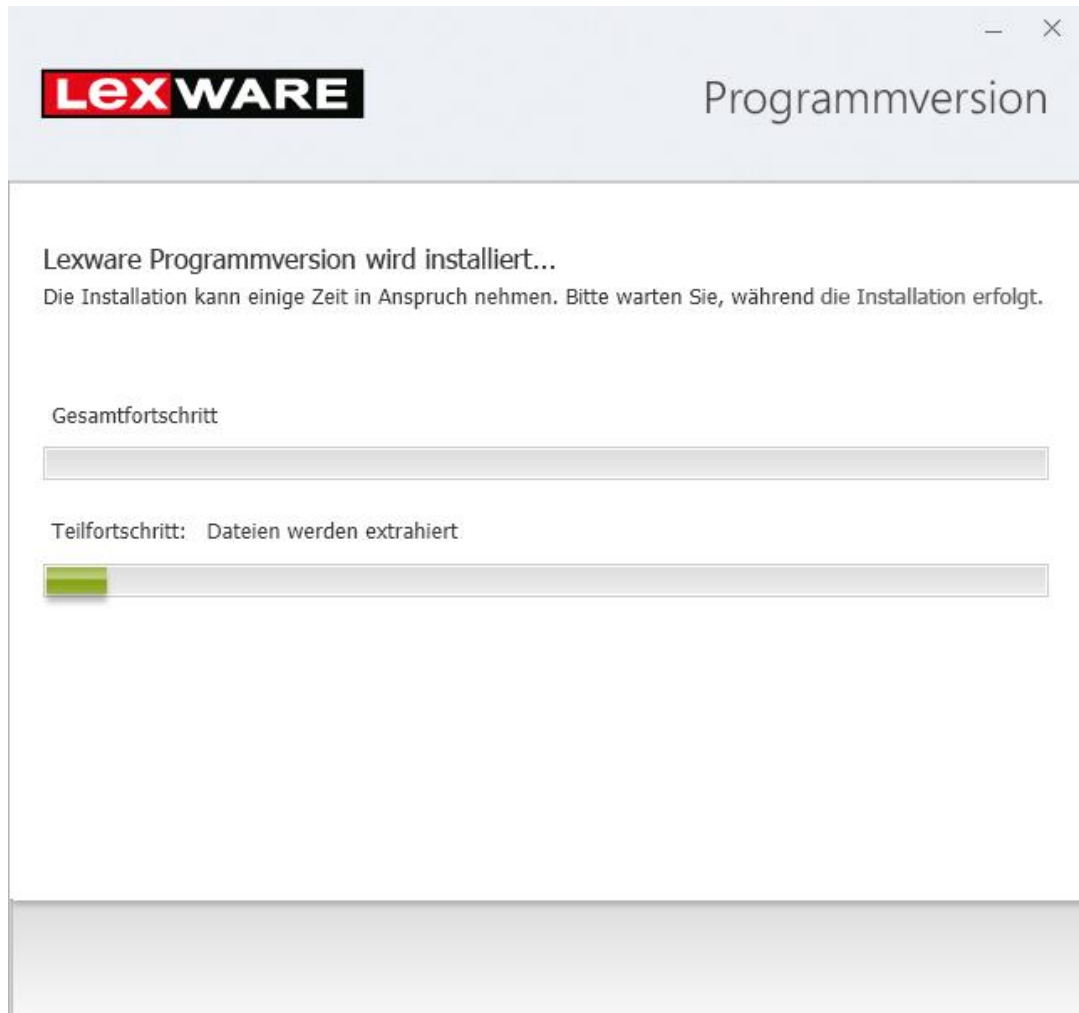 LEXWARE
Programmversion
Lexware Programmversion wird installiert...
Die Installation kann einige Zeit in Anspruch nehmen. Bitte warten Sie, während die Installation erfolgt.
Gesamtfortschritt
Teilfortschritt: Dateien werden extrahiert